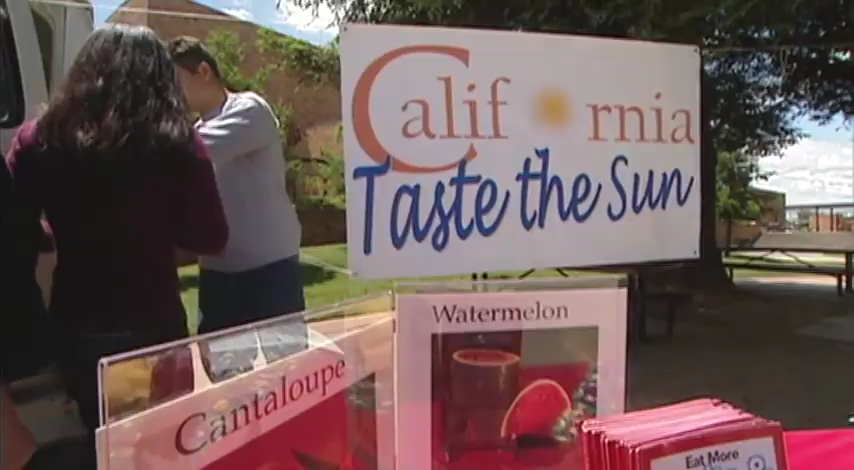 California
Taste the Sun
Watermelon
Cantaloupe
Eat More